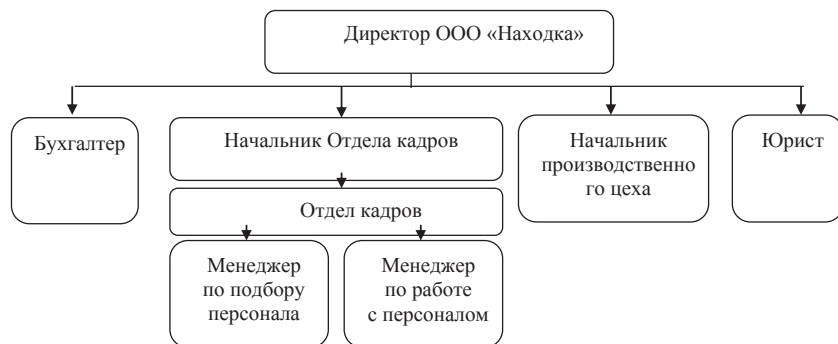 Директор ООО «Находка»
Бухгалтер
Начальник Отдела кадров
Начальник
производственно
го цеха
Юрист
Отдел кадров
Менеджер
по подбору
персонала
Менеджер
по работе
с персоналом